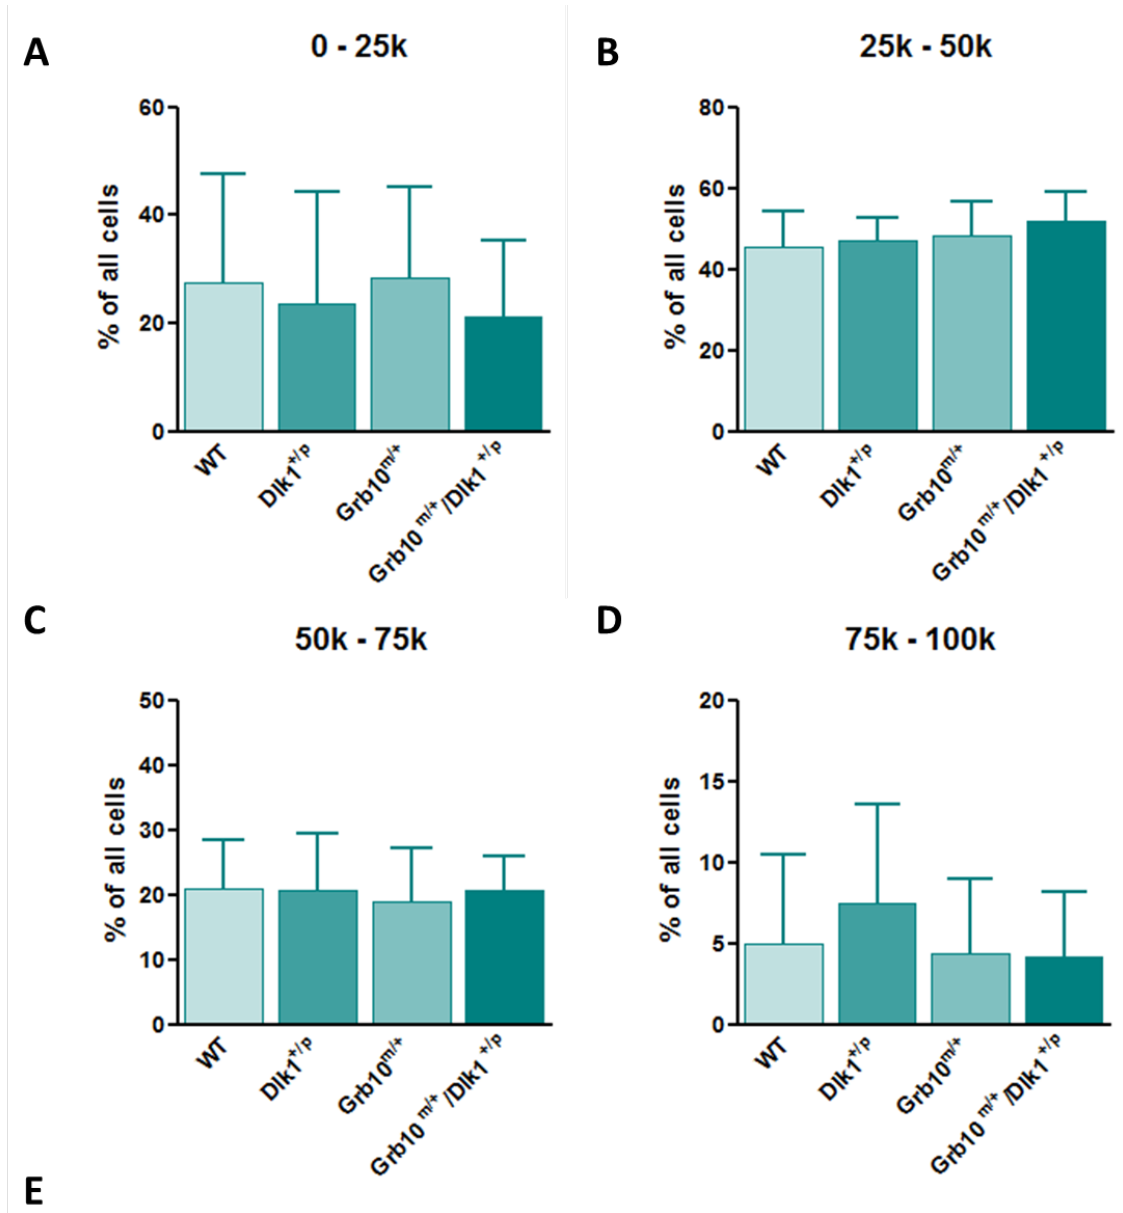 A
0 - 25k
60
40
20
0
% of all cells
WT
Dlk1+/p
Grb10m/+
Grb10 m/+ /Dlk1 +/p
B
25k - 50k
80
60
40
20
0
% of all cells
WT
Dlk1+/p
Grb10m/+
Grb10 m/+ /Dlk1 +/p
C
50k - 75k
50
40
30
20
10
0
% of all cells
WT
Dlk1+/p
Grb10m/+
Grb10 m/+ /Dlk1 +/p
D
75k - 100k
20
15
10
5
0
% of all cells
WT
Dlk1+/p
Grb10m/+
Grb10 m/+ /Dlk1 +/p
E